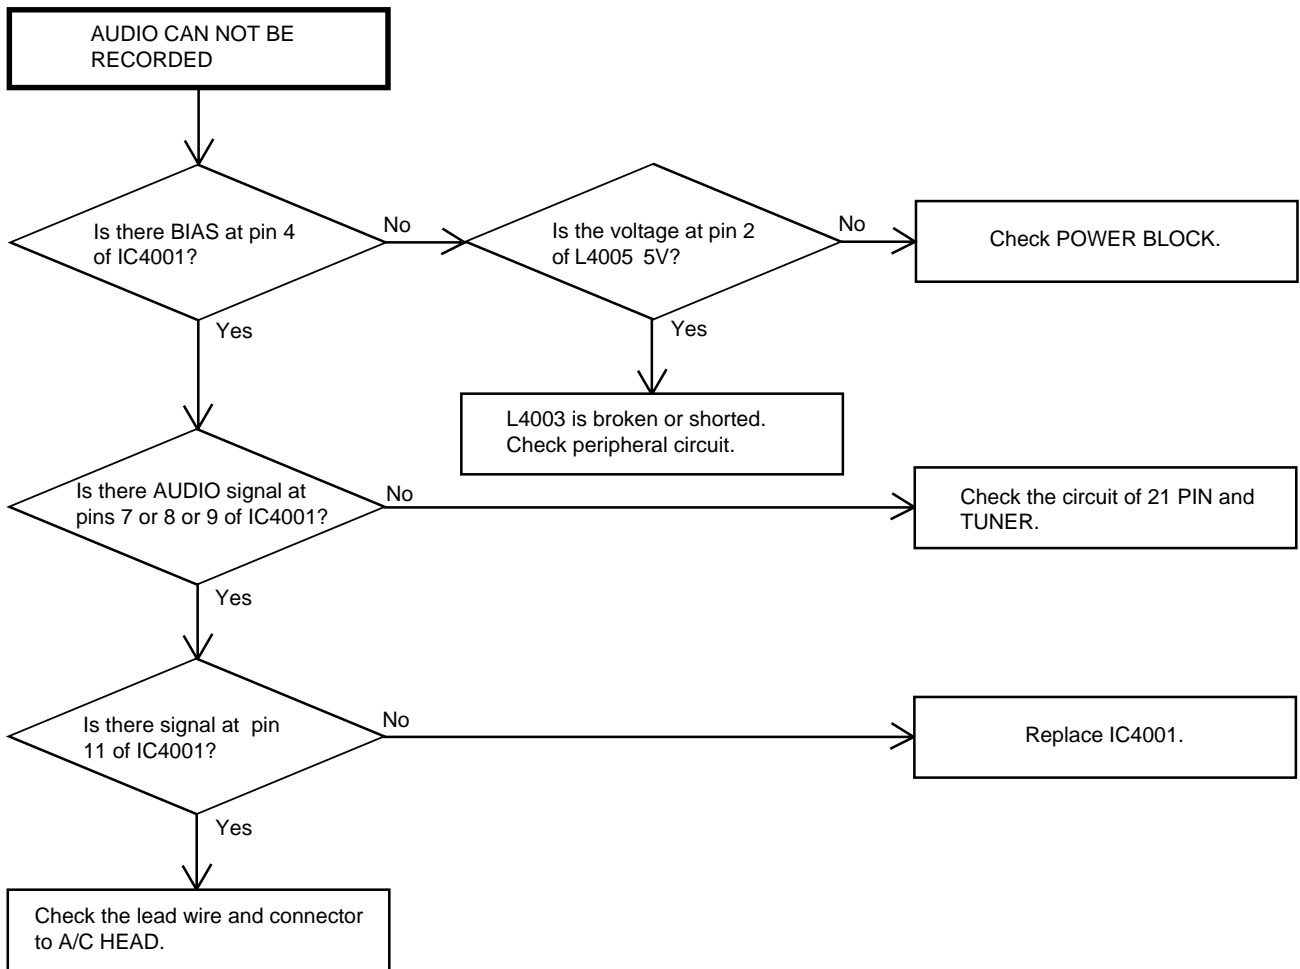 AUDIO CAN NOT BE
RECORDED
Is there BIAS at pin 4
of IC4001?
No
Is the voltage at pin 2
of L4005  5V?
No
Check POWER BLOCK.
Yes
Yes
L4003 is broken or shorted.
Check peripheral circuit.
Is there AUDIO signal at
pins 7 or 8 or 9 of IC4001?
No
Check the circuit of 21 PIN and
TUNER.
Yes
Is there signal at  pin
11 of IC4001?
No
Replace IC4001.
Yes
Check the lead wire and connector
to A/C HEAD.